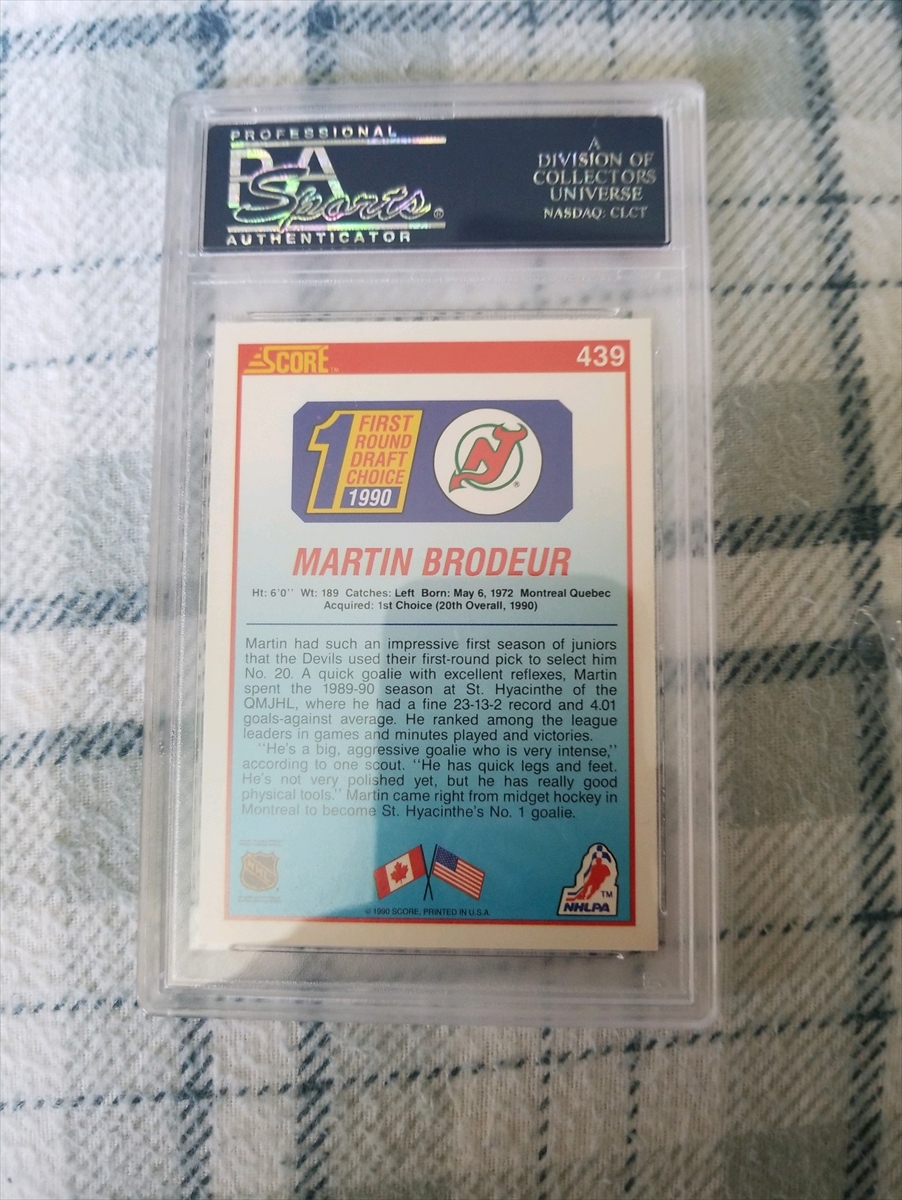 PROFESSIONAL
PSA
Sports®
AUTHENTICATOR
A
DIVISION OF
COLLECTORS
UNIVERSE
NASDAQ: CLCT
SCORE™
439
1
FIRST
ROUND
DRAFT
CHOICE
1990
NJ
®
MARTIN BRODEUR
Ht: 6'0'' Wt: 189 Catches: Left Born: May 6, 1972 Montreal Quebec
Acquired: 1st Choice (20th Overall, 1990)
Martin had such an impressive first season of juniors
that the Devils used their first-round pick to select him
No. 20. A quick goalie with excellent reflexes, Martin
spent the 1989-90 season at St. Hyacinthe of the
QMJHL, where he had a fine 23-13-2 record and 4.01
goals-against average. He ranked among the league
leaders in games and minutes played and victories.
"He's a big, aggressive goalie who is very intense,"
according to one scout. "He has quick legs and feet.
He's not very polished yet, but he has really good
physical tools." Martin came right from midget hockey in
Montreal to become St. Hyacinthe's No. 1 goalie.
NHL
© 1990 SCORE, PRINTED IN U.S.A.
TM
NHLPA